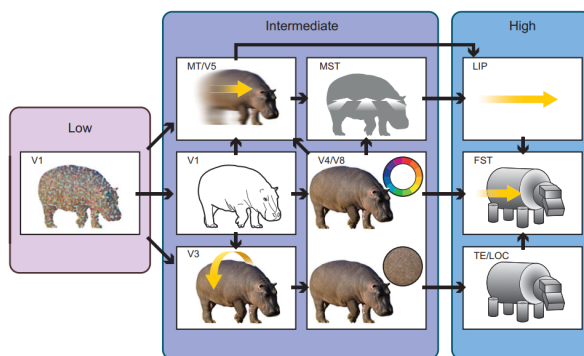 Intermediate
High
Low
MT/V5
MST
LIP
V1
V1
V4/V8
FST
V3
TE/LOC